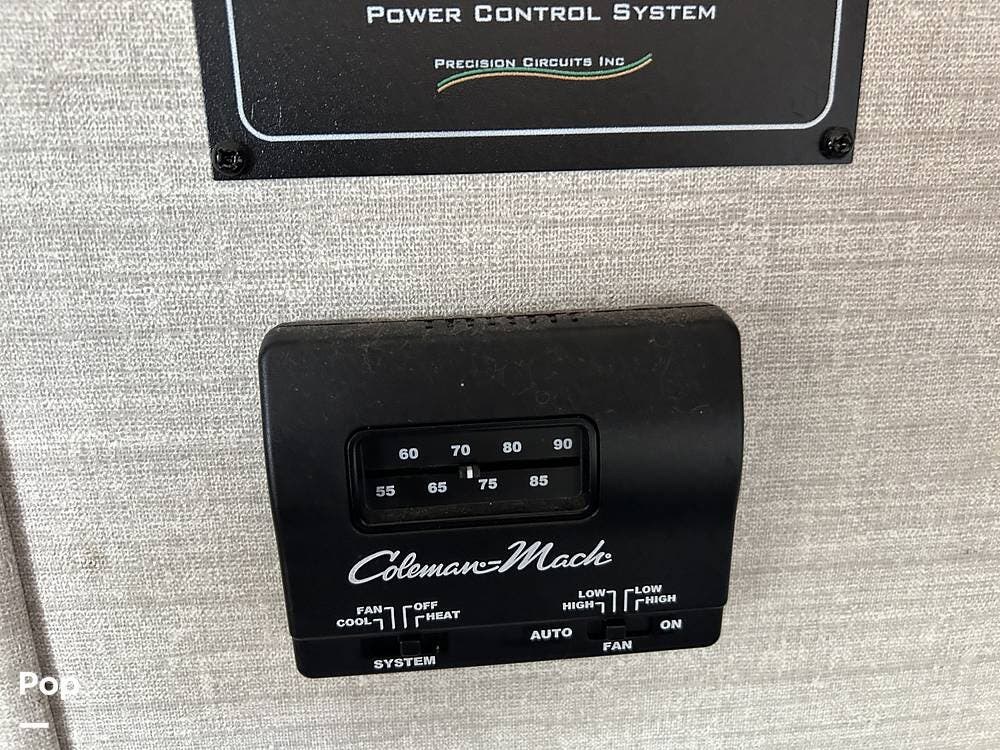 POWER CONTROL SYSTEM
PRECISION CIRCUITS INC
60 70 80 90
55 65 75 85
Coleman-Mach
FAN OFF
COOL HEAT
LOW LOW
HIGH HIGH
AUTO ON
FAN
SYSTEM
Pop